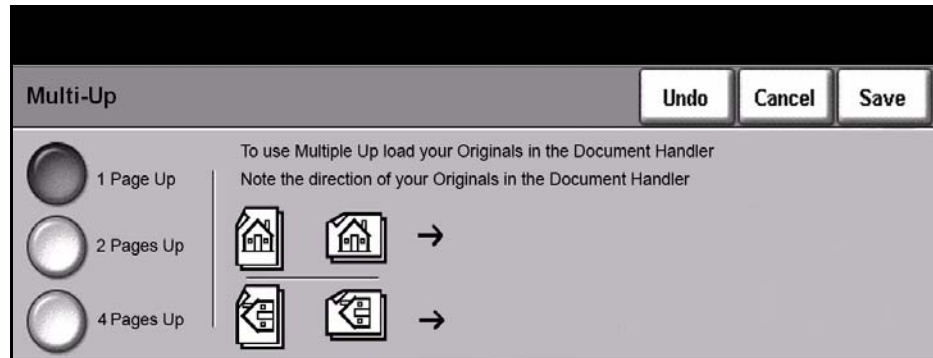 Multi-Up
Undo
Cancel
Save
To use Multiple Up load your Originals in the Document Handler
Note the direction of your Originals in the Document Handler
1 Page Up
2 Pages Up
4 Pages Up